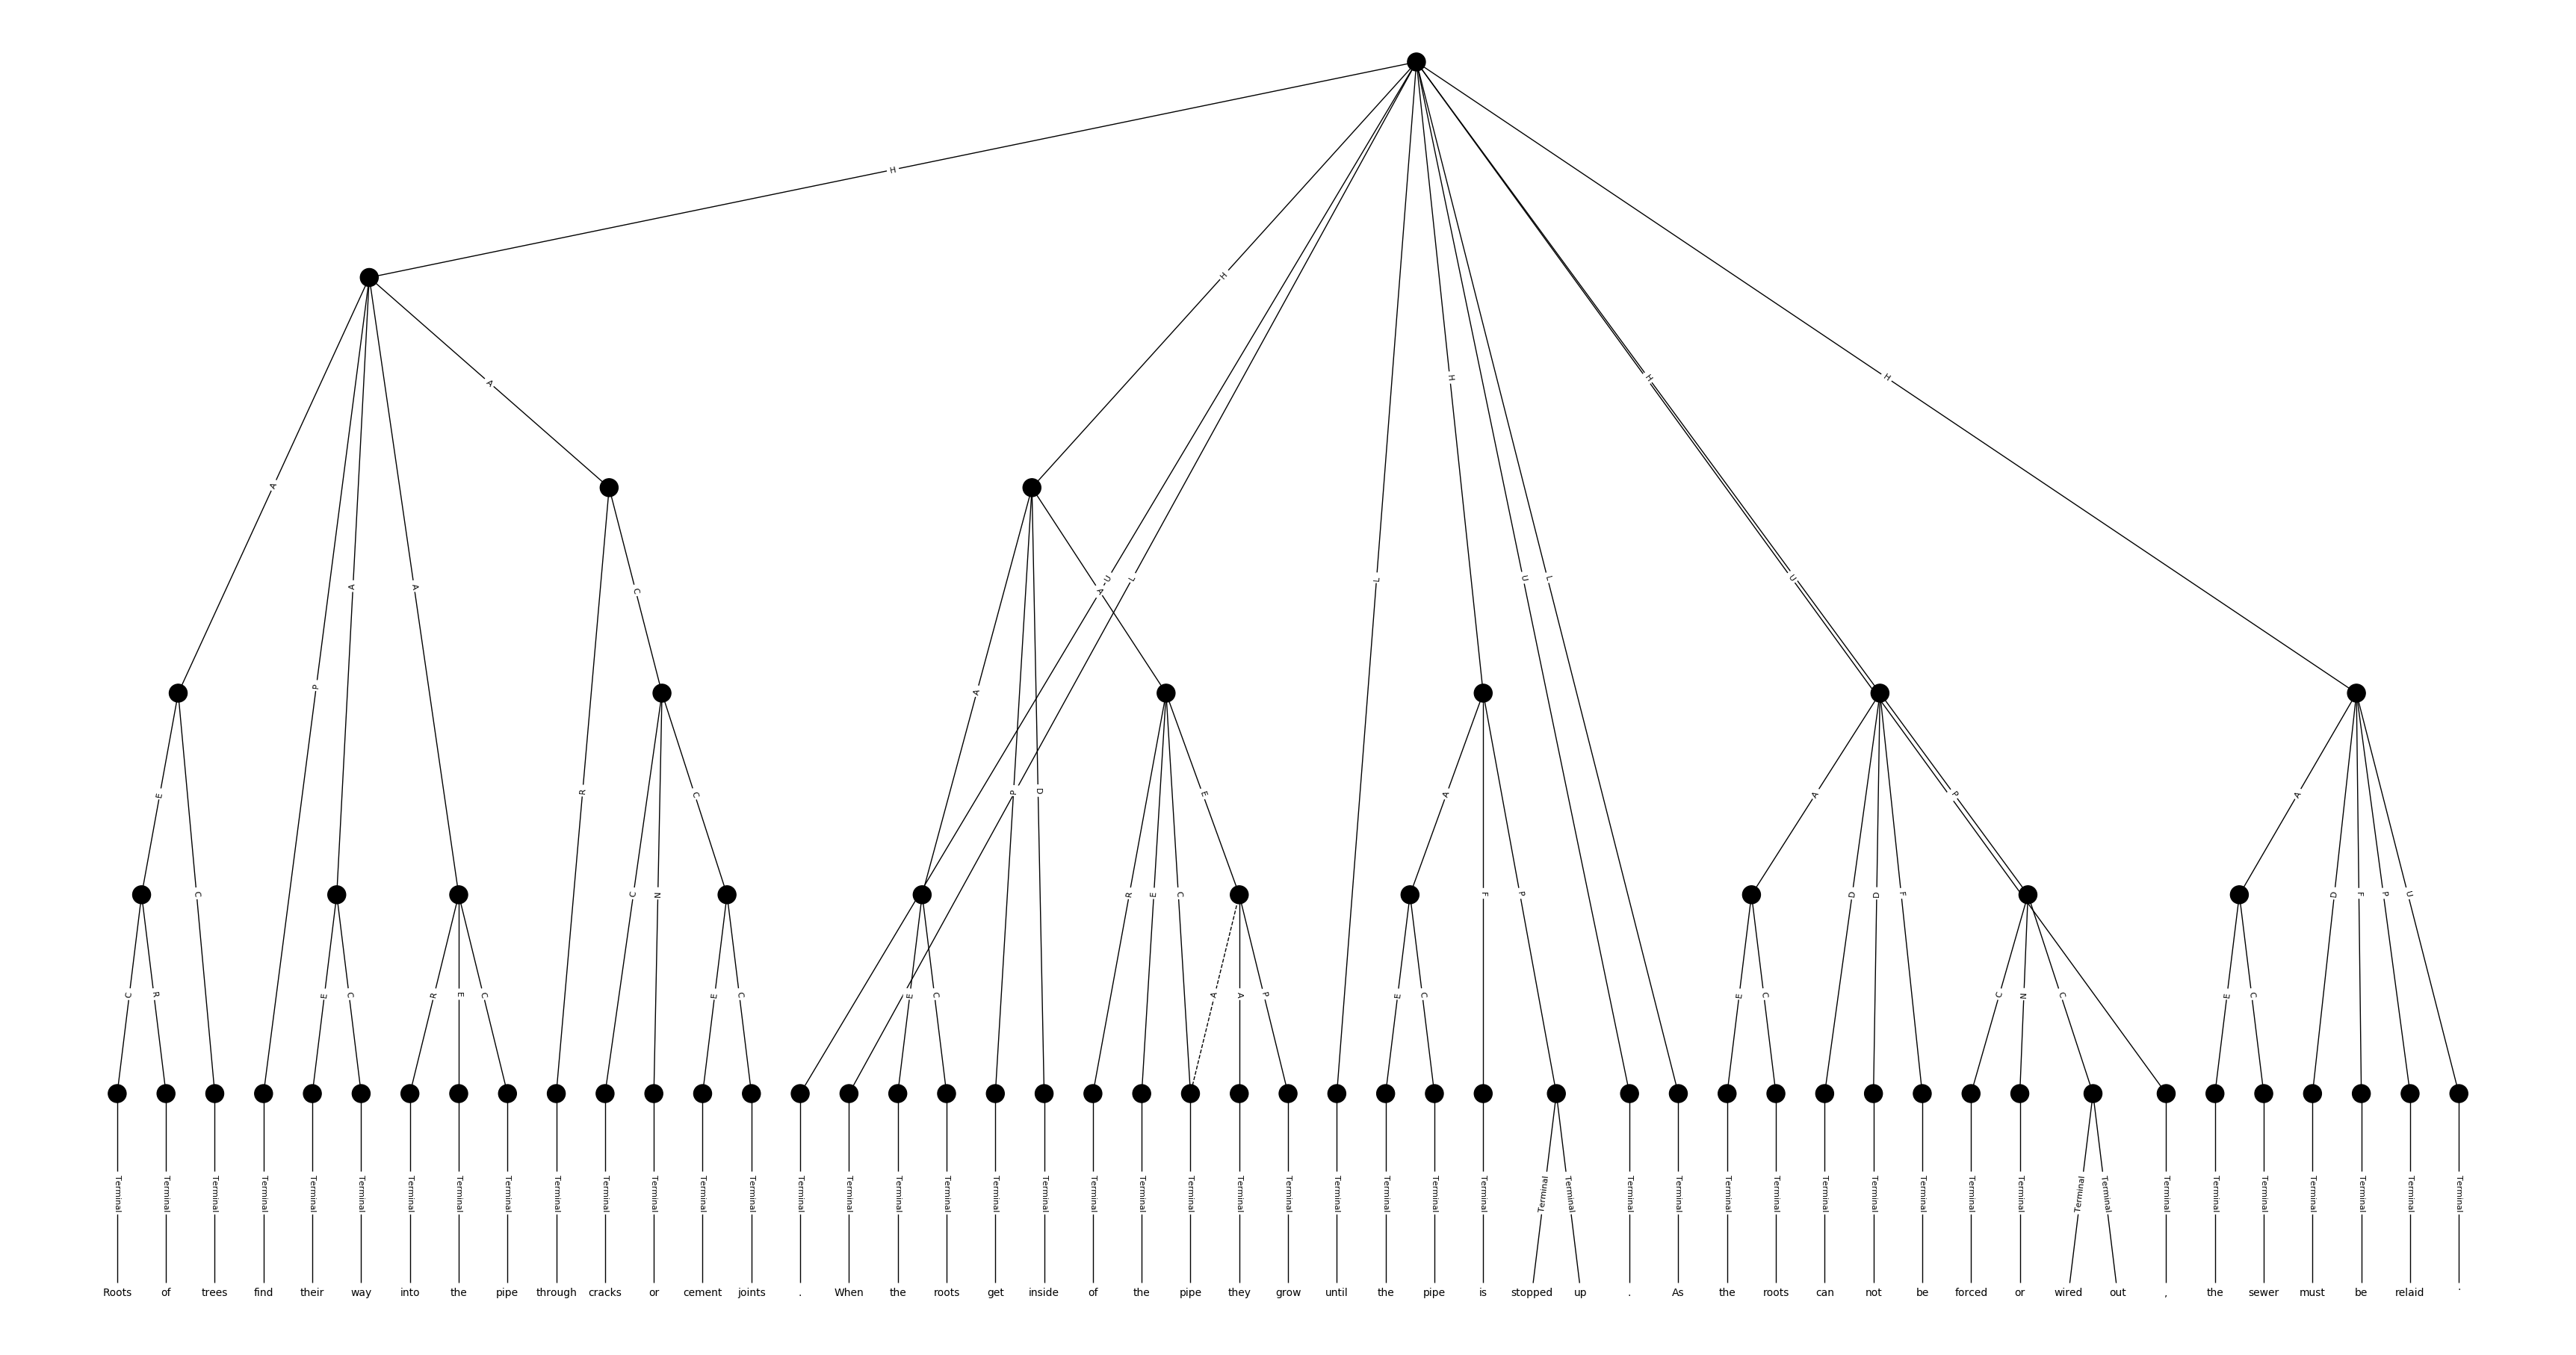 H
H
A
H
H
H
A
U
L
L
U
L
U
A
A
A
C
A
P
A
E
R
C
P
D
E
A
A
P
A
C
C
N
R
E
C
F
P
D
D
F
D
F
P
U
C
R
E
C
R
E
C
E
C
E
C
A
A
P
E
C
E
C
C
N
C
E
C
Terminal Terminal Terminal Terminal Terminal Terminal Terminal Terminal Terminal Terminal Terminal Terminal Terminal Terminal Terminal Terminal Terminal Terminal Terminal Terminal Terminal Terminal Terminal Terminal Terminal Terminal Terminal Terminal Terminal Terminal Terminal Terminal Terminal Terminal Terminal Terminal Terminal Terminal Terminal Terminal Terminal Terminal Terminal Terminal Terminal Terminal Terminal Terminal Terminal
Roots of trees find their way into the pipe through cracks or cement joints . When the roots get inside of the pipe they grow until the pipe is stopped up . As the roots can not be forced or wired out , the sewer must be relaid .